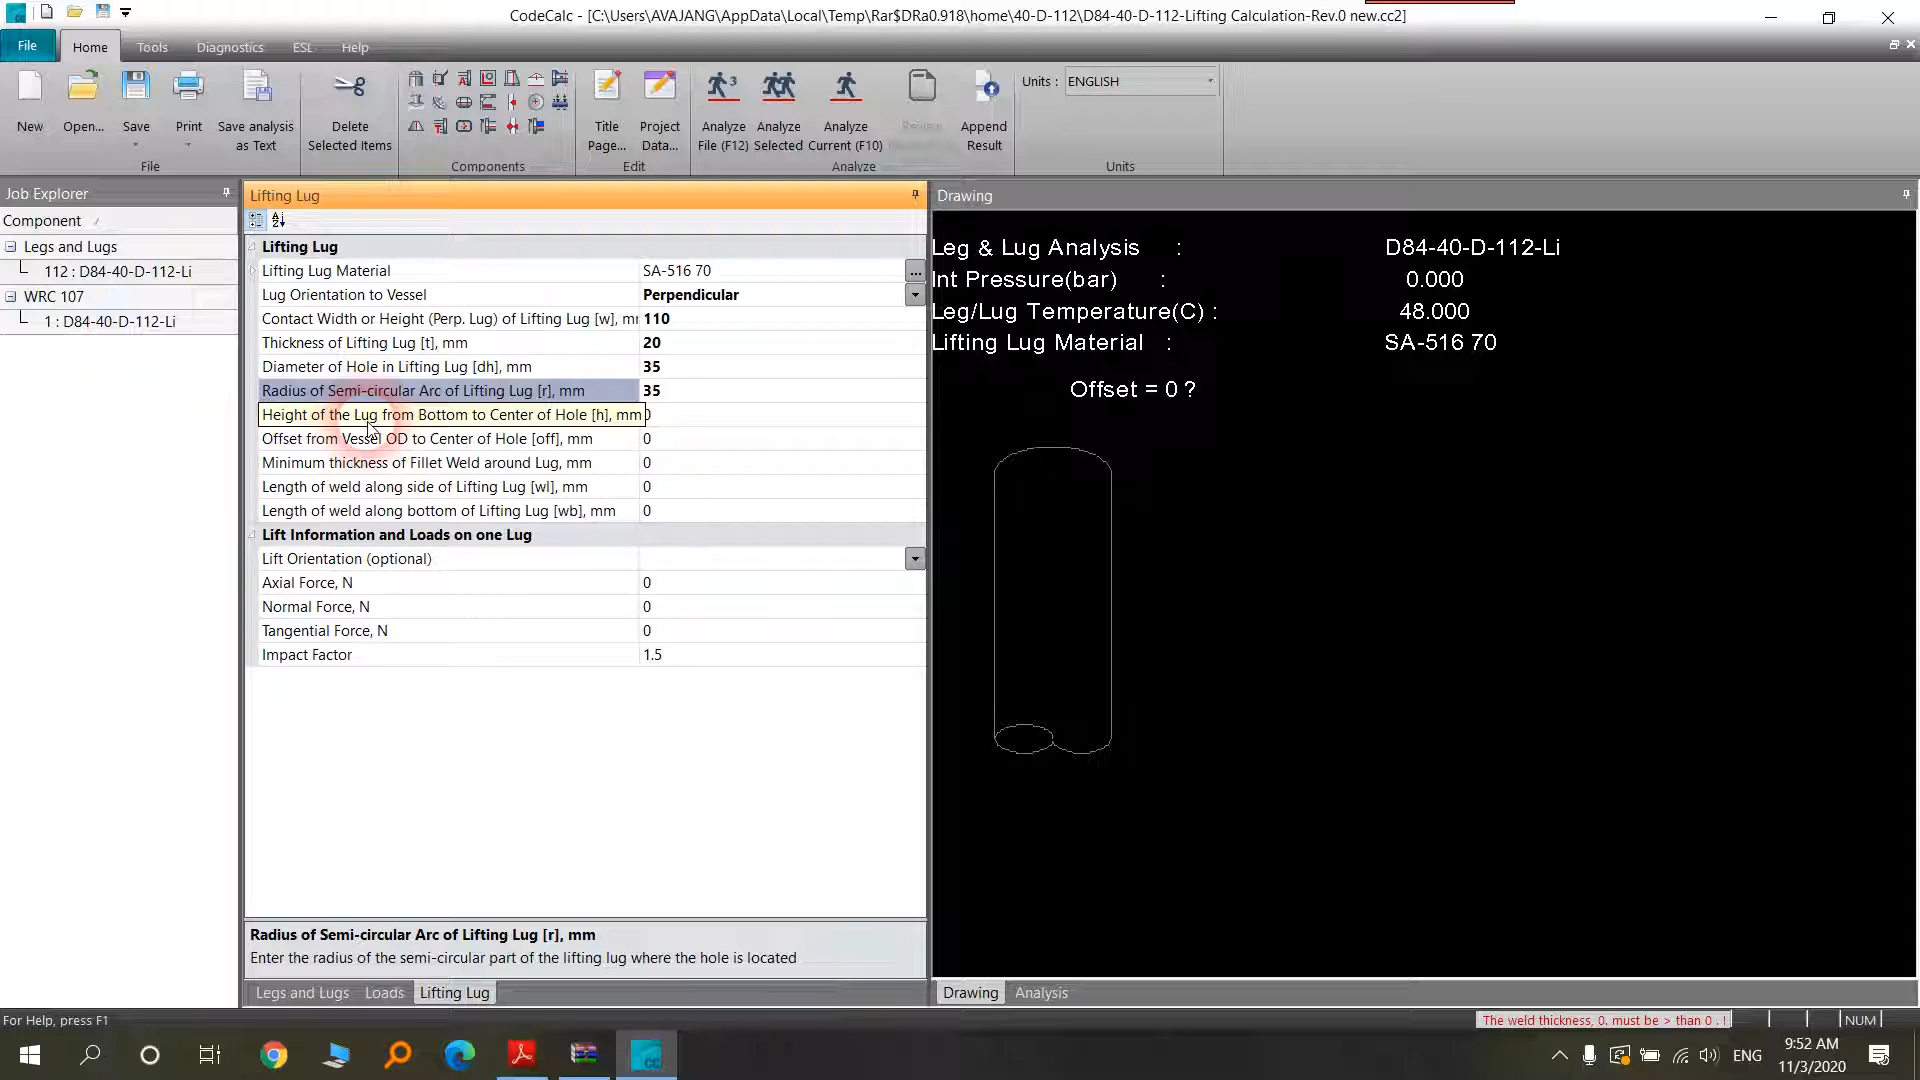 CodeCalc - [C:\Users\AVAJANG\AppData\Local\Temp\Rar$DRa0.918\home\40-D-112\D84-40-D-112-Lifting Calculation-Rev.0 new.cc2]
File Home Tools Diagnostics ESL Help
New
Open...
Save
Print
Save analysis
as Text
Delete
Selected Items
Title
Page...
Project
Data...
Analyze
File (F12)
Analyze
Selected
Analyze
Current (F10)
Append
Result
Units : ENGLISH
File Components Edit Analyze Units
Job Explorer
Component
Legs and Lugs
112 : D84-40-D-112-Li
WRC 107
1 : D84-40-D-112-Li
Lifting Lug
Lifting Lug
Lifting Lug Material SA-516 70
Lug Orientation to Vessel Perpendicular
Contact Width or Height (Perp. Lug) of Lifting Lug [w], mr 110
Thickness of Lifting Lug [t], mm 20
Diameter of Hole in Lifting Lug [dh], mm 35
Radius of Semi-circular Arc of Lifting Lug [r], mm 35
Height of the Lug from Bottom to Center of Hole [h], mm 0
Offset from Vessel OD to Center of Hole [off], mm 0
Minimum thickness of Fillet Weld around Lug, mm 0
Length of weld along side of Lifting Lug [wl], mm 0
Length of weld along bottom of Lifting Lug [wb], mm 0
Lift Information and Loads on one Lug
Lift Orientation (optional)
Axial Force, N 0
Normal Force, N 0
Tangential Force, N 0
Impact Factor 1.5
Radius of Semi-circular Arc of Lifting Lug [r], mm
Enter the radius of the semi-circular part of the lifting lug where the hole is located
Legs and Lugs Loads Lifting Lug
Drawing
Leg & Lug Analysis : D84-40-D-112-Li
Int Pressure(bar) : 0.000
Leg/Lug Temperature(C) : 48.000
Lifting Lug Material : SA-516 70
Offset = 0 ?
Drawing Analysis
For Help, press F1
The weld thickness, 0. must be > than 0 . !
NUM
ENG
9:52 AM
11/3/2020